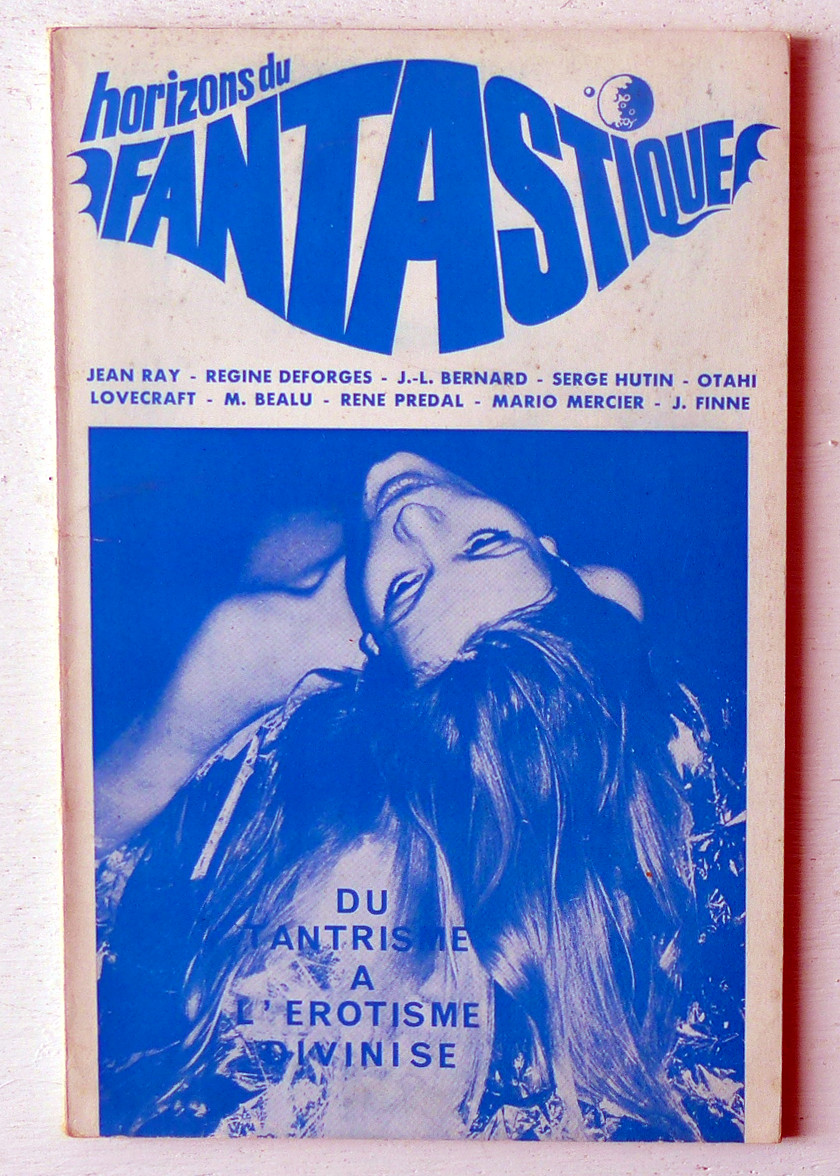 horizons du
FANTASTIQUE
JEAN RAY - REGINE DEFORGES - J.-L. BERNARD - SERGE HUTIN - OTAHI
LOVECRAFT - M. BEALU - RENE PREDAL - MARIO MERCIER - J. FINNE
DU
TANTRISME
A
L'EROTISME
DIVINISE